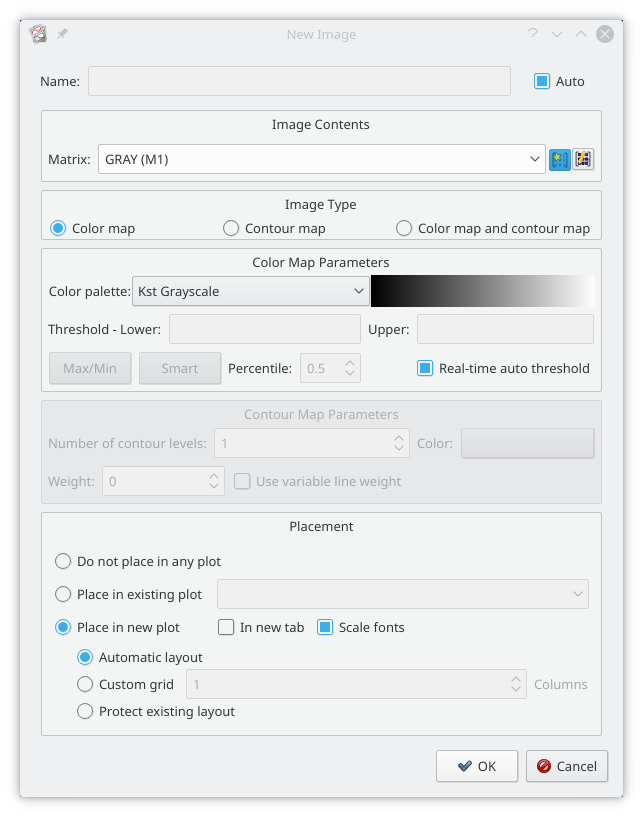 New Image
Name:
Auto
Image Contents
Matrix: GRAY (M1)
Image Type
Color map Contour map Color map and contour map
Color Map Parameters
Color palette: Kst Grayscale
Threshold - Lower: Upper:
Max/Min Smart Percentile: 0.5 Real-time auto threshold
Contour Map Parameters
Number of contour levels: 1 Color:
Weight: 0 Use variable line weight
Placement
Do not place in any plot
Place in existing plot
Place in new plot In new tab Scale fonts
Automatic layout
Custom grid 1 Columns
Protect existing layout
OK Cancel